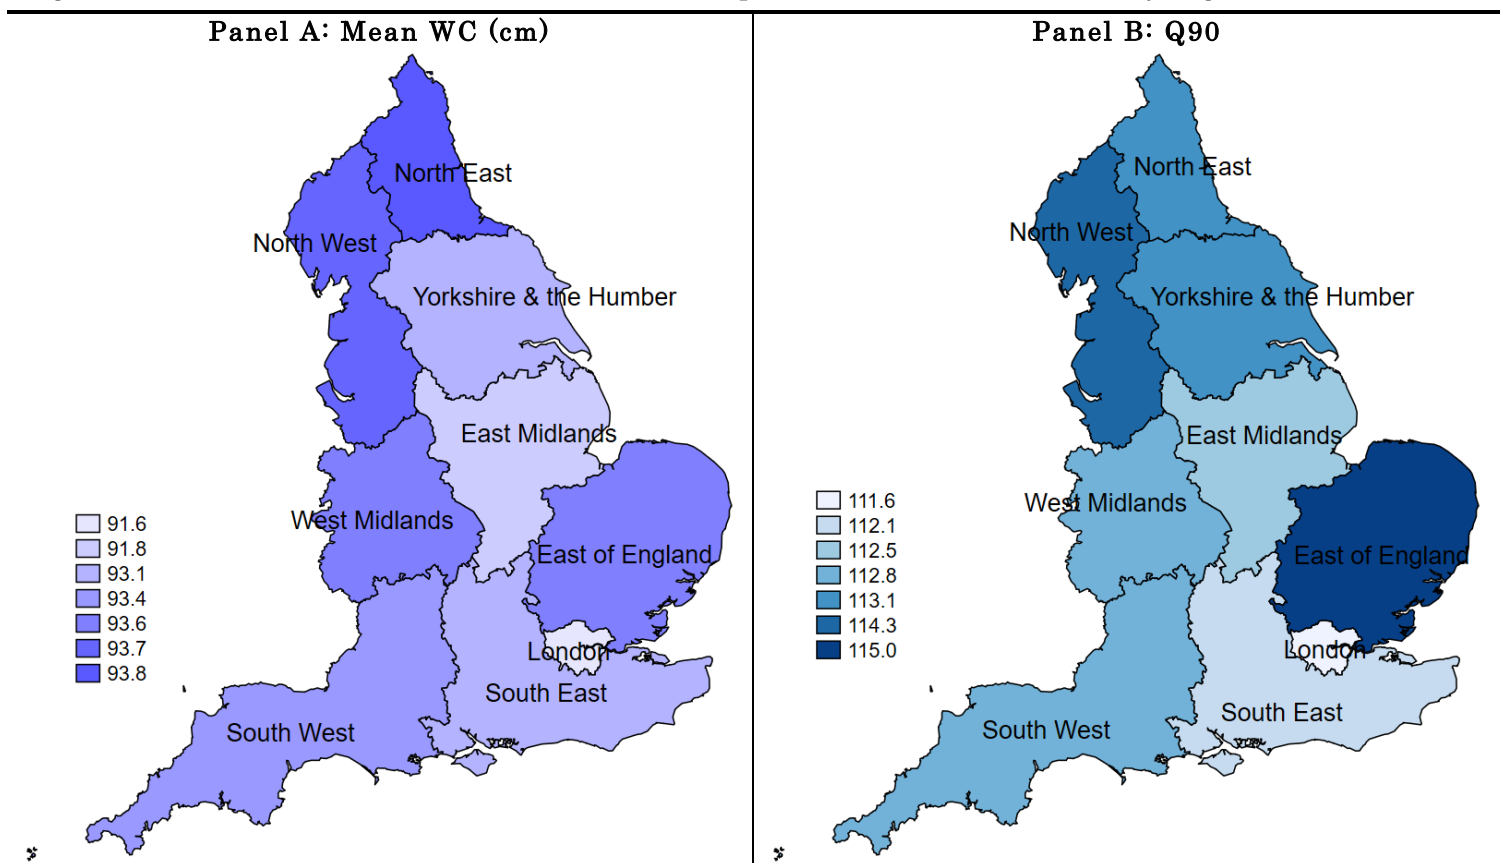 Panel A: Mean WC (cm)
North East
North West
Yorkshire & the Humber
East Midlands
West Midlands
East of England
London
South East
South West
91.6
91.8
93.1
93.4
93.6
93.7
93.8
Panel B: Q90
North East
North West
Yorkshire & the Humber
East Midlands
West Midlands
East of England
London
South East
South West
111.6
112.1
112.5
112.8
113.1
114.3
115.0